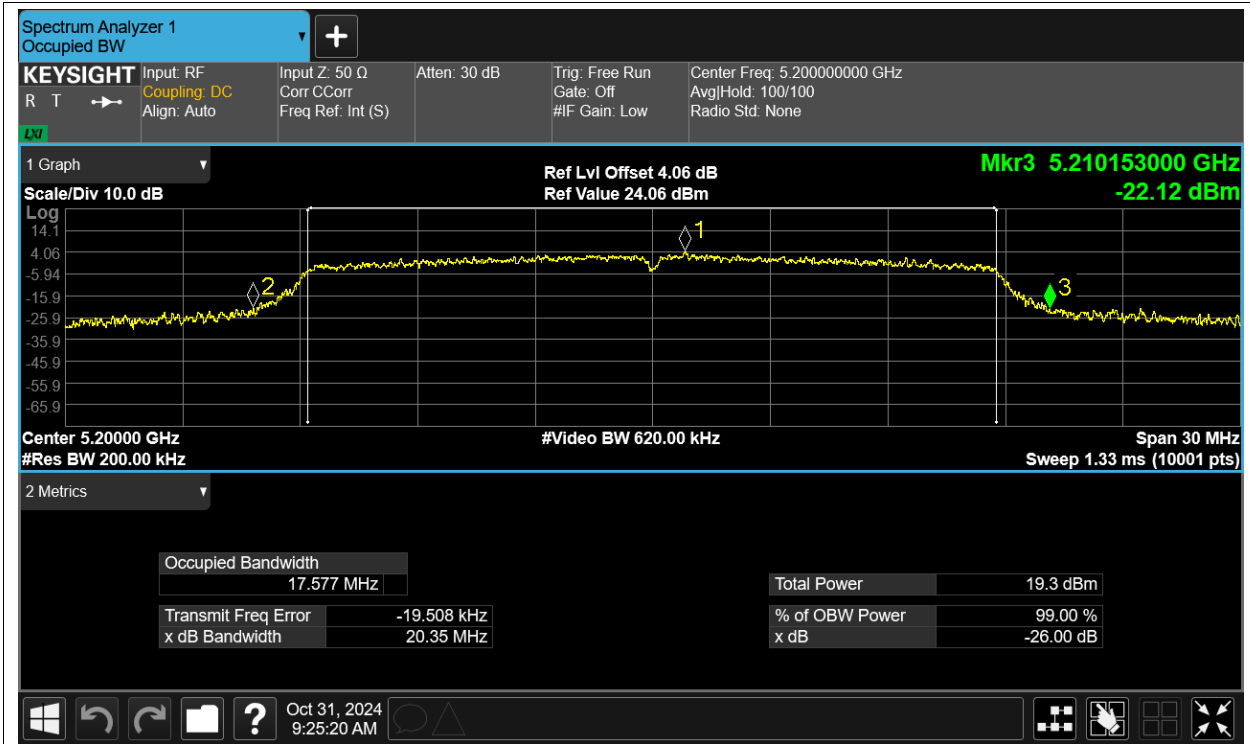 Spectrum Analyzer 1
Occupied BW
KEYSIGHT
R T
LXI
Input: RF
Coupling: DC
Align: Auto
Input Z: 50 Ω
Corr CCorr
Freq Ref: Int (S)
Atten: 30 dB
Trig: Free Run
Gate: Off
#IF Gain: Low
Center Freq: 5.200000000 GHz
Avg|Hold: 100/100
Radio Std: None
1 Graph
Scale/Div 10.0 dB
Ref Lvl Offset 4.06 dB
Ref Value 24.06 dBm
Mkr3 5.210153000 GHz
-22.12 dBm
Log
14.1
4.06
-5.94
-15.9
-25.9
-35.9
-45.9
-55.9
-65.9
1
2
3
Center 5.20000 GHz
#Res BW 200.00 kHz
#Video BW 620.00 kHz
Span 30 MHz
Sweep 1.33 ms (10001 pts)
2 Metrics
Occupied Bandwidth
17.577 MHz
Transmit Freq Error -19.508 kHz
x dB Bandwidth 20.35 MHz
Total Power 19.3 dBm
% of OBW Power 99.00 %
x dB -26.00 dB
?
Oct 31, 2024
9:25:20 AM